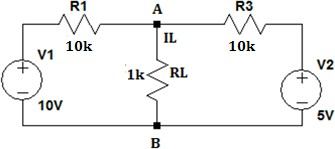 R1
A
R3
10k
IL
10k
V1
1k
RL
V2
+
+
+
10V
5V
B